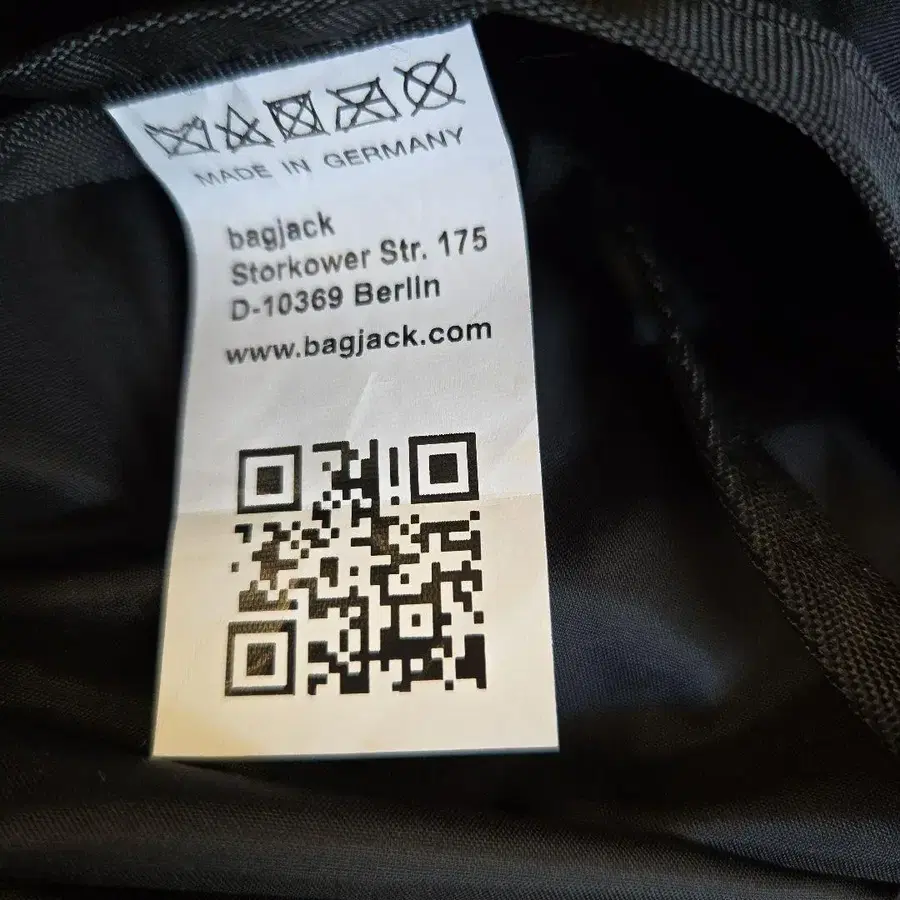 MADE IN GERMANY
bagjack
Storkower Str. 175
D-10369 Berlin
www.bagjack.com